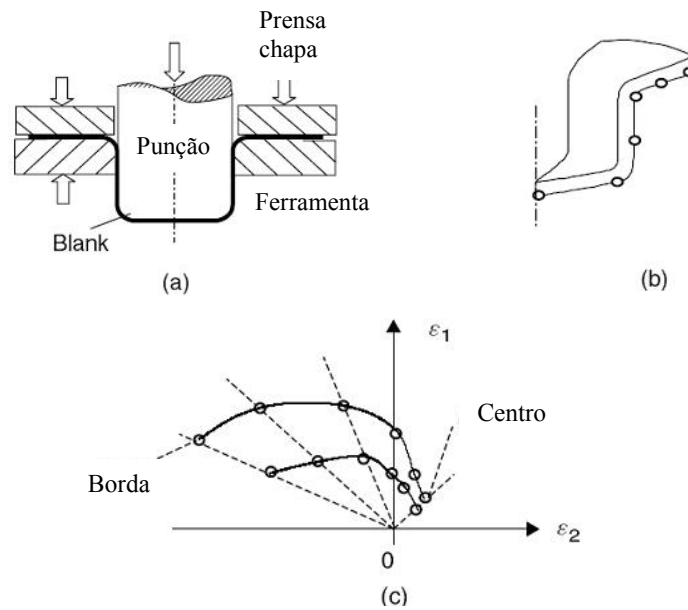 Prensa
chapa
Punção
Ferramenta
Blank
(a)
(b)
ε1
Centro
Borda
ε2
0
(c)